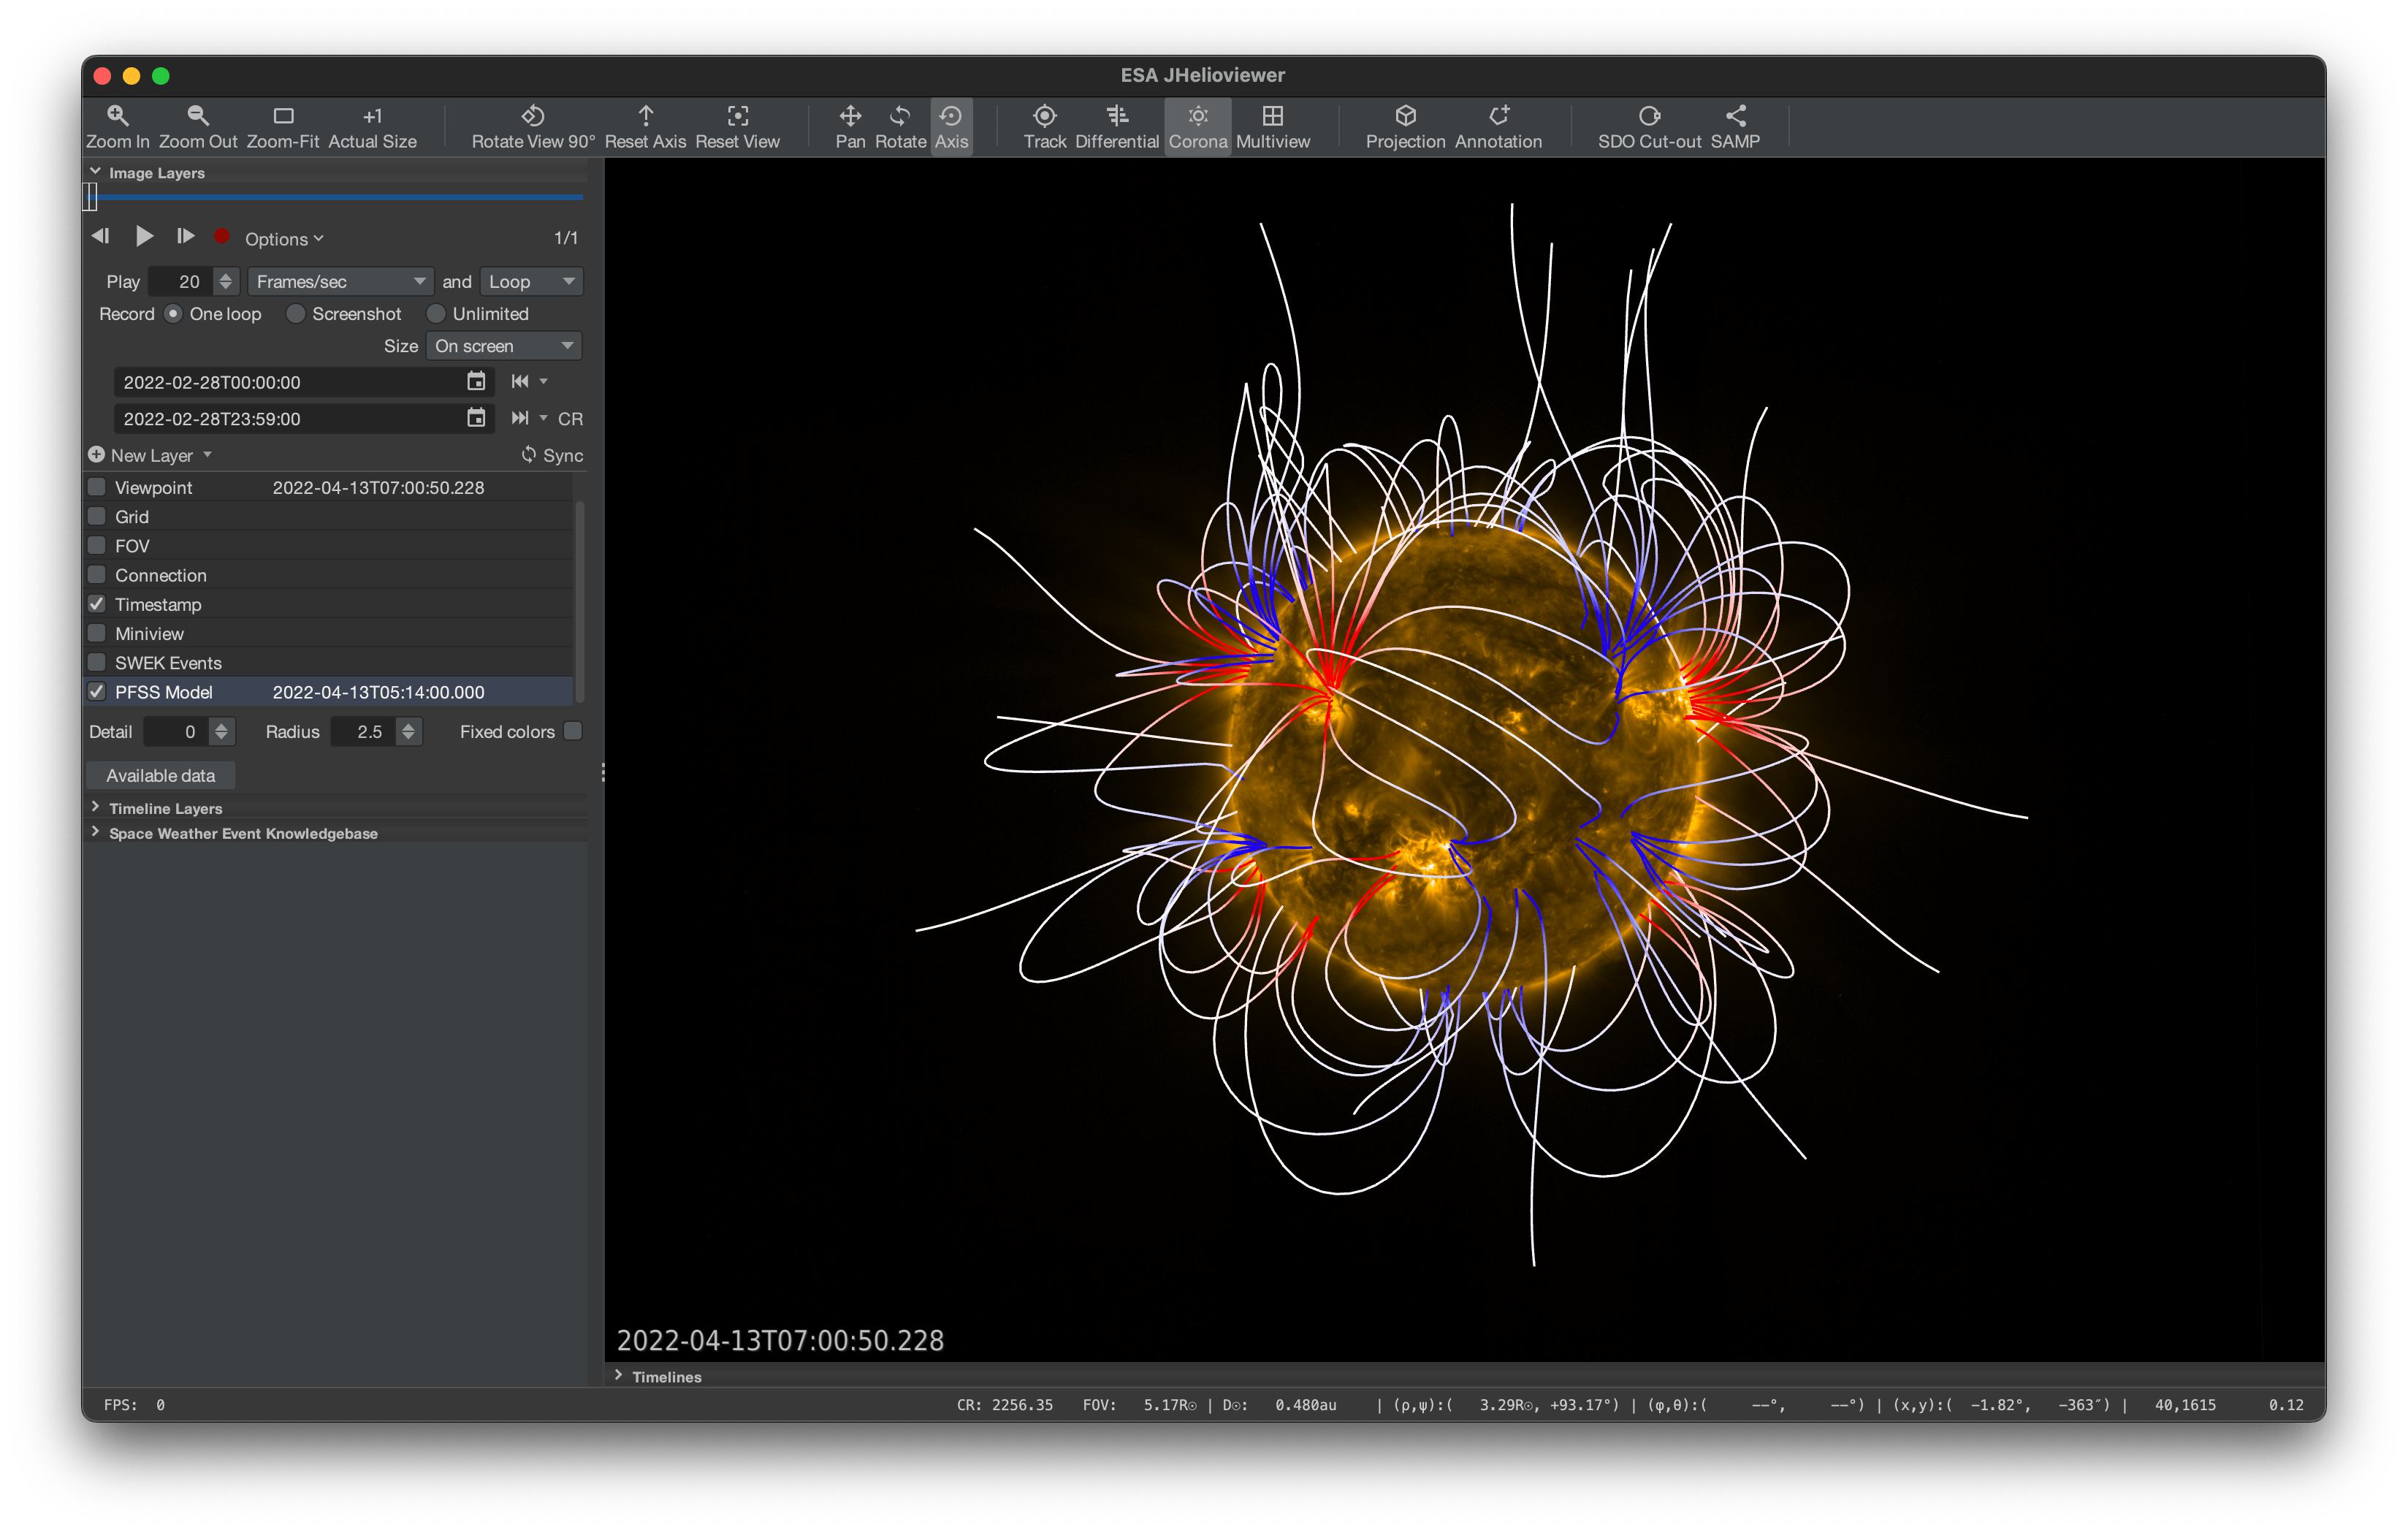 ESA JHelioviewer
Zoom In Zoom Out Zoom-Fit +1 Actual Size Rotate View 90° Reset Axis Reset View Pan Rotate Axis Track Differential Corona Multiview Projection Annotation SDO Cut-out SAMP
Image Layers
Options 1/1
Play 20 Frames/sec and Loop
Record One loop Screenshot Unlimited
Size On screen
2022-02-28T00:00:00
2022-02-28T23:59:00 CR
New Layer Sync
Viewpoint 2022-04-13T07:00:50.228
Grid
FOV
Connection
Timestamp
Miniview
SWEK Events
PFSS Model 2022-04-13T05:14:00.000
Detail 0 Radius 2.5 Fixed colors
Available data
Timeline Layers
Space Weather Event Knowledgebase
2022-04-13T07:00:50.228
Timelines
FPS: 0 CR: 2256.35 FOV: 5.17R☉ | D☉: 0.480au | (ρ,ψ):( 3.29R☉, +93.17°) | (φ,θ):( −−°, −−°) | (x,y):( −1.82°, −363″) | 40,1615 0.12